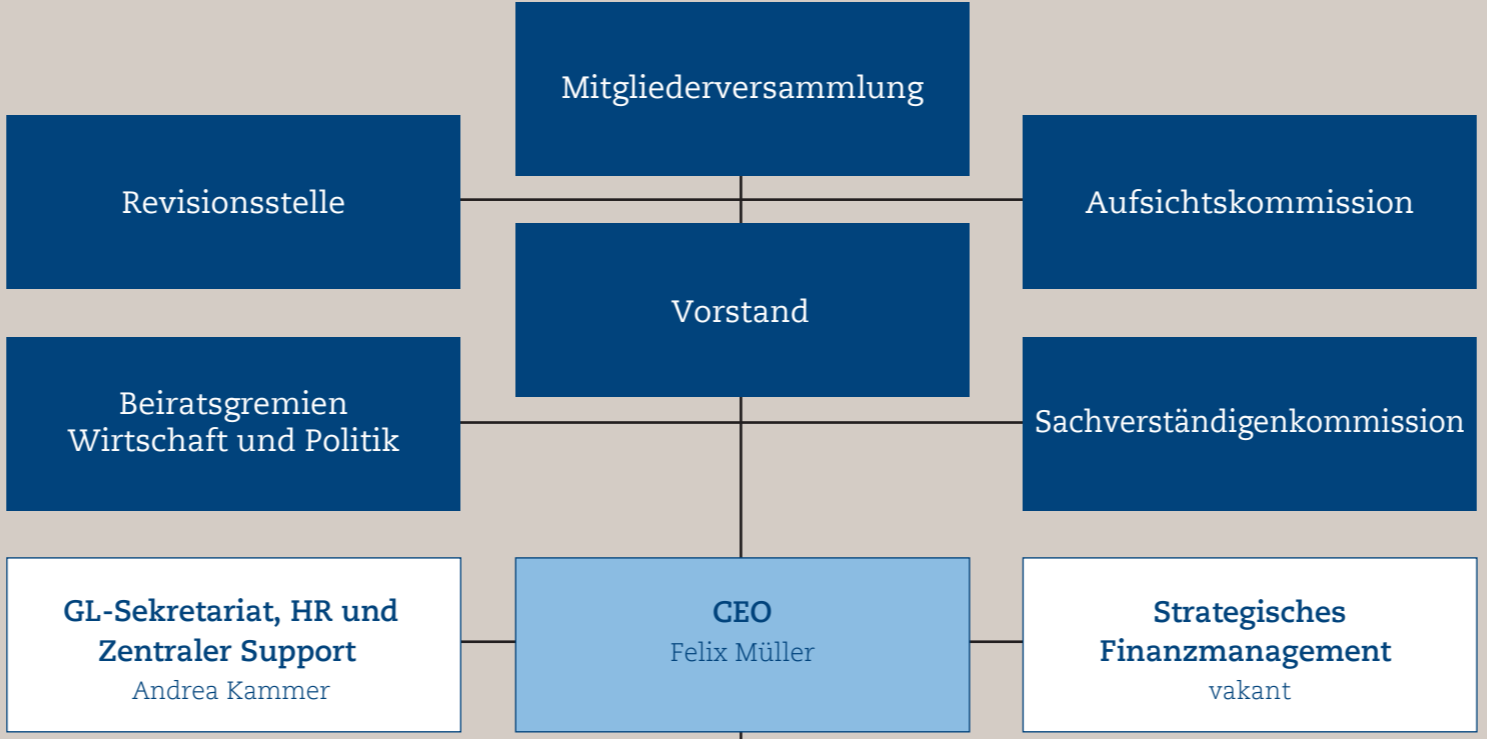 Mitgliederversammlung
Revisionsstelle
Aufsichtskommission
Vorstand
Beiratsgremien
Wirtschaft und Politik
Sachverständigenkommission
GL-Sekretariat, HR und
Zentraler Support
Andrea Kammer
CEO
Felix Müller
Strategisches
Finanzmanagement
vakant